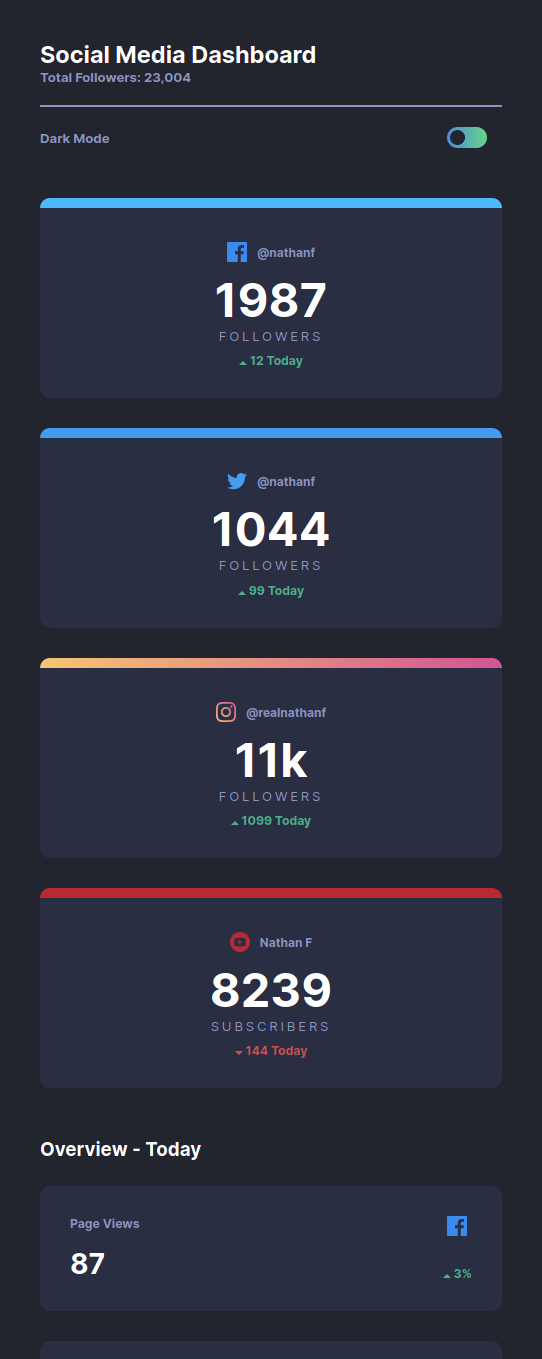 Social Media Dashboard
Total Followers: 23,004
Dark Mode
@nathanf
1987
FOLLOWERS
12 Today
@nathanf
1044
FOLLOWERS
99 Today
@realnathanf
11k
FOLLOWERS
1099 Today
Nathan F
8239
SUBSCRIBERS
144 Today
Overview - Today
Page Views
87
3%